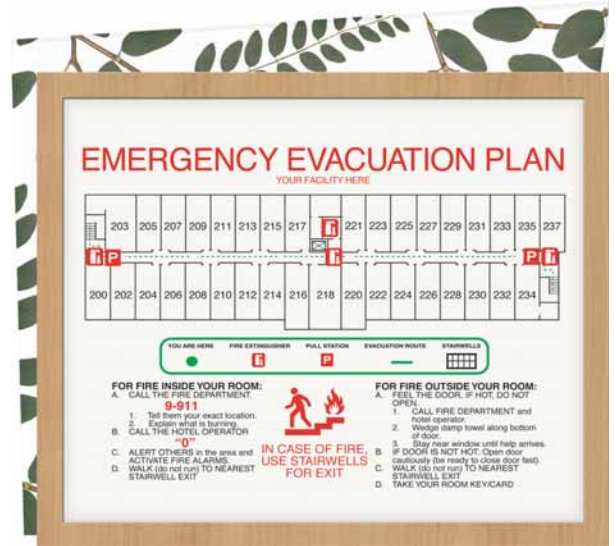 EMERGENCY EVACUATION PLAN
YOUR FACILITY HERE
203 205 207 209 211 213 215 217 221 223 225 227 229 231 233 235 237
P P
200 202 204 206 208 210 212 214 216 218 220 222 224 226 228 230 232 234
YOU ARE HERE FIRE EXTINGUISHER PULL STATION EVACUATION ROUTE STAIRWELLS
P
FOR FIRE INSIDE YOUR ROOM:
A. CALL THE FIRE DEPARTMENT.
9-911
1. Tell them your exact location.
2. Explain what is burning.
B. CALL THE HOTEL OPERATOR
"0"
C. ALERT OTHERS in the area and
ACTIVATE FIRE ALARMS.
D. WALK (do not run) TO NEAREST
STAIRWELL EXIT
IN CASE OF FIRE,
USE STAIRWELLS
FOR EXIT
FOR FIRE OUTSIDE YOUR ROOM:
A. FEEL THE DOOR, IF HOT, DO NOT
OPEN.
1. CALL FIRE DEPARTMENT and
hotel operator.
2. Wedge damp towel along bottom
of door.
3. Stay near window until help arrives.
B. IF DOOR IS NOT HOT: Open door
cautiously (be ready to close door fast).
C. WALK (do not run) TO NEAREST
STAIRWELL EXIT
D. TAKE YOUR ROOM KEY/CARD